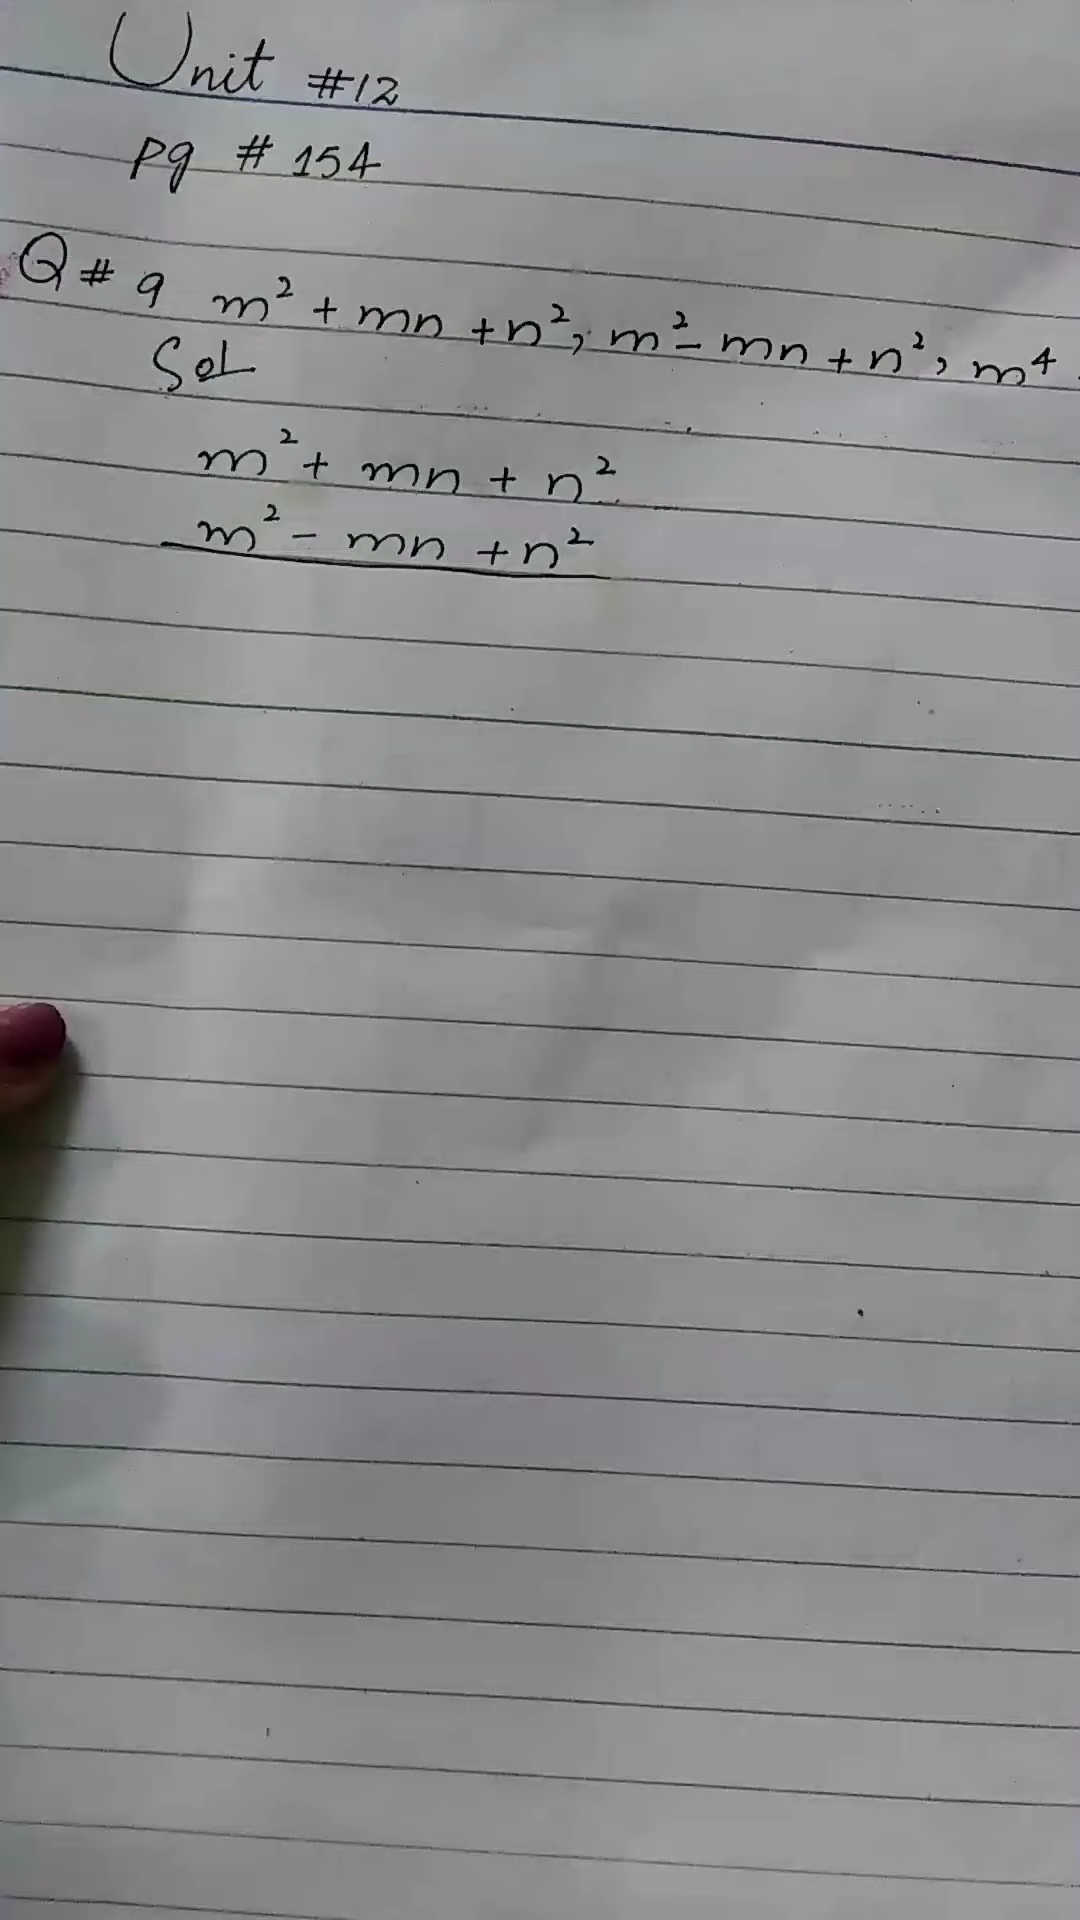 Unit #12
Pg # 154
Q # 9 m² + mn + n², m² - mn + n², m⁴
Sol
m² + mn + n²
m² - mn + n²